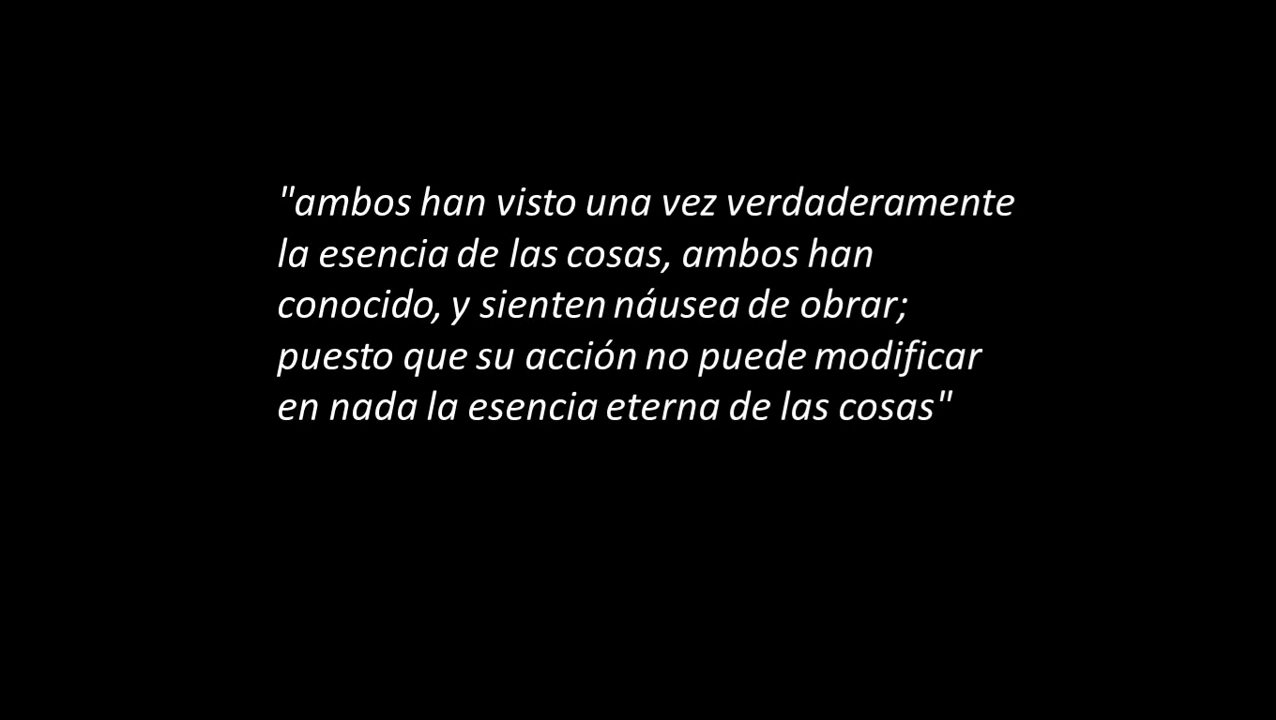 "ambos han visto una vez verdaderamente
la esencia de las cosas, ambos han
conocido, y sienten náusea de obrar;
puesto que su acción no puede modificar
en nada la esencia eterna de las cosas"